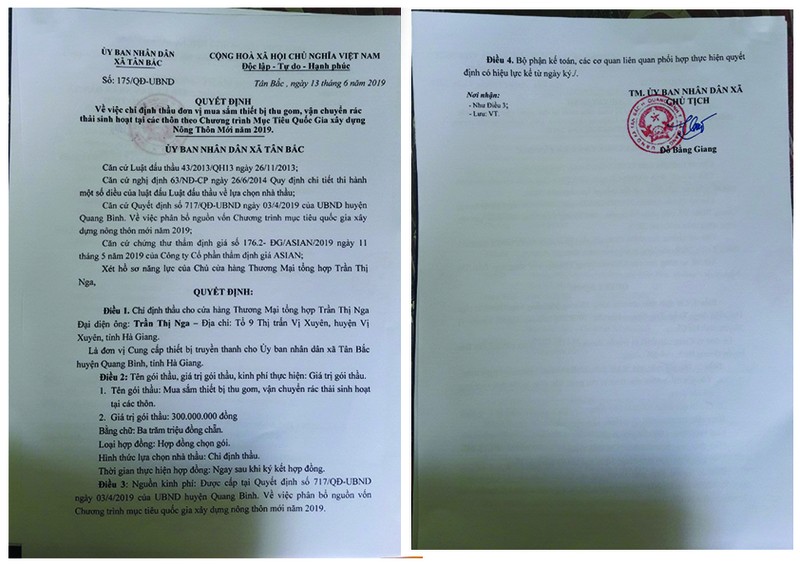 ỦY BAN NHÂN DÂN
XÃ TÂN BẮC
Số: 175/QĐ-UBND
CỘNG HOÀ XÃ HỘI CHỦ NGHĨA VIỆT NAM
Độc lập - Tự do - Hạnh phúc
Tân Bắc, ngày 13 tháng 6 năm 2019
QUYẾT ĐỊNH
Về việc chỉ định thầu đơn vị mua sắm thiết bị thu gom, vận chuyển rác
thải sinh hoạt tại các thôn theo Chương trình Mục Tiêu Quốc Gia xây dựng
Nông Thôn Mới năm 2019.
ỦY BAN NHÂN DÂN XÃ TÂN BẮC
Căn cứ Luật đấu thầu 43/2013/QH13 ngày 26/11/2013;
Căn cứ nghị định 63/NĐ-CP ngày 26/6/2014 Quy định chi tiết thi hành
một số điều của luật đấu Luật đấu thầu về lựa chọn nhà thầu;
Căn cứ Quyết định số 717/QĐ-UBND ngày 03/4/2019 của UBND huyện
Quang Bình. Về việc phân bổ nguồn vốn Chương trình mục tiêu quốc gia xây
dựng nông thôn mới năm 2019;
Căn cứ chứng thư thẩm định giá số 176.2- ĐG/ASIAN/2019 ngày 11
tháng 5 năm 2019 của Công ty Cổ phần thẩm định giá ASIAN;
Xét hồ sơ năng lực của Chủ cửa hàng Thương Mại tổng hợp Trần Thị
Nga,
QUYẾT ĐỊNH:
Điều 1. Chỉ định thầu cho cửa hàng Thương Mại tổng hợp Trần Thị Nga
Đại diện ông: Trần Thị Nga – Địa chỉ: Tổ 9 Thị trấn Vị Xuyên, huyện Vị
Xuyên, tỉnh Hà Giang.
Là đơn vị Cung cấp thiết bị truyền thanh cho Ủy ban nhân dân xã Tân Bắc
huyện Quang Bình, tỉnh Hà Giang.
Điều 2: Tên gói thầu, giá trị gói thầu, kinh phí thực hiện: Giá trị gói thầu.
1. Tên gói thầu: Mua sắm thiết bị thu gom, vận chuyển rác thải sinh hoạt
tại các thôn.
2. Giá trị gói thầu: 300.000.000 đồng
Bằng chữ: Ba trăm triệu đồng chẵn.
Loại hợp đồng: Hợp đồng chọn gói.
Hình thức lựa chọn nhà thầu: Chỉ định thầu.
Thời gian thực hiện hợp đồng: Ngay sau khi ký kết hợp đồng.
Điều 3: Nguồn kinh phí: Được cấp tại Quyết định số 717/QĐ-UBND
ngày 03/4/2019 của UBND huyện Quang Bình. Về việc phân bổ nguồn vốn
Chương trình mục tiêu quốc gia xây dựng nông thôn mới năm 2019.
Điều 4. Bộ phận kế toán, các cơ quan liên quan phối hợp thực hiện quyết
định có hiệu lực kể từ ngày ký./.
Nơi nhận:
- Như Điều 3;
- Lưu: VT.
TM. ỦY BAN NHÂN DÂN XÃ
CHỦ TỊCH
Đỗ Bằng Giang